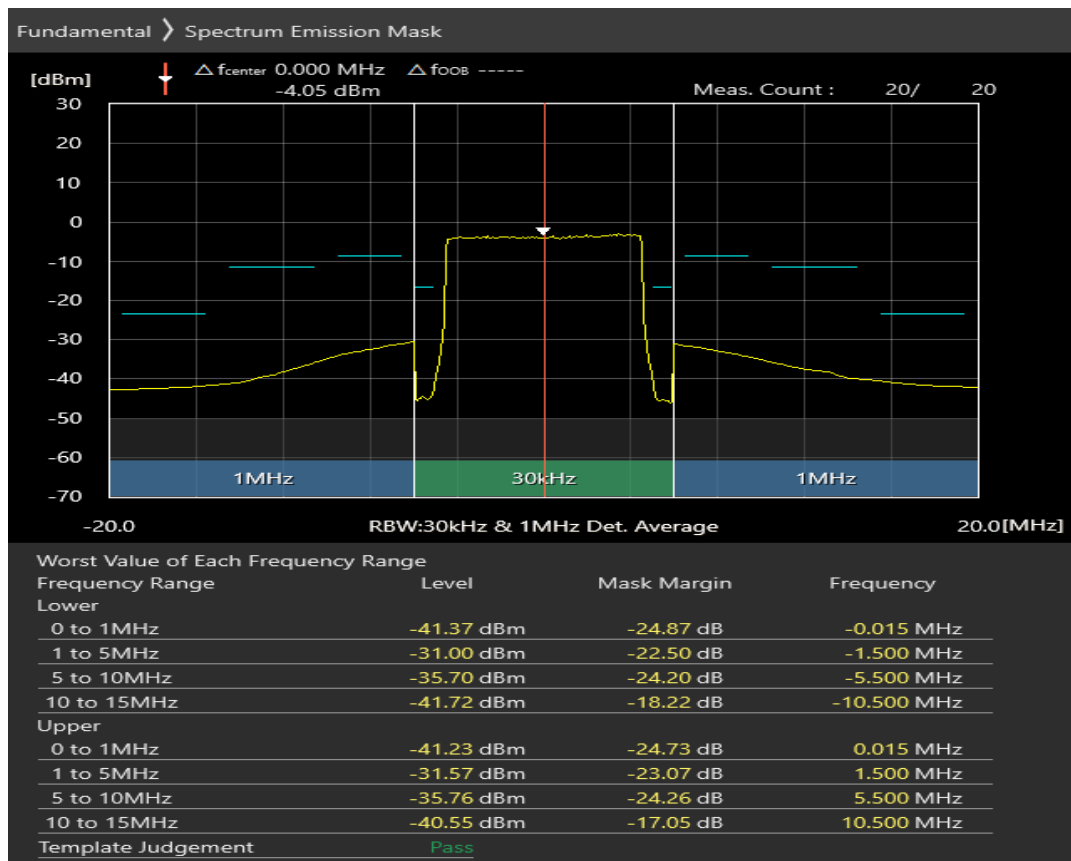 Fundamental ❯ Spectrum Emission Mask
[dBm] △ fcenter 0.000 MHz △ fOOB -----
-4.05 dBm Meas. Count : 20/ 20
30
20
10
0
-10
-20
-30
-40
-50
-60
-70
1MHz 30kHz 1MHz
-20.0 RBW:30kHz & 1MHz Det. Average 20.0[MHz]
Worst Value of Each Frequency Range
Frequency Range Level Mask Margin Frequency
Lower
0 to 1MHz -41.37 dBm -24.87 dB -0.015 MHz
1 to 5MHz -31.00 dBm -22.50 dB -1.500 MHz
5 to 10MHz -35.70 dBm -24.20 dB -5.500 MHz
10 to 15MHz -41.72 dBm -18.22 dB -10.500 MHz
Upper
0 to 1MHz -41.23 dBm -24.73 dB 0.015 MHz
1 to 5MHz -31.57 dBm -23.07 dB 1.500 MHz
5 to 10MHz -35.76 dBm -24.26 dB 5.500 MHz
10 to 15MHz -40.55 dBm -17.05 dB 10.500 MHz
Template Judgement Pass